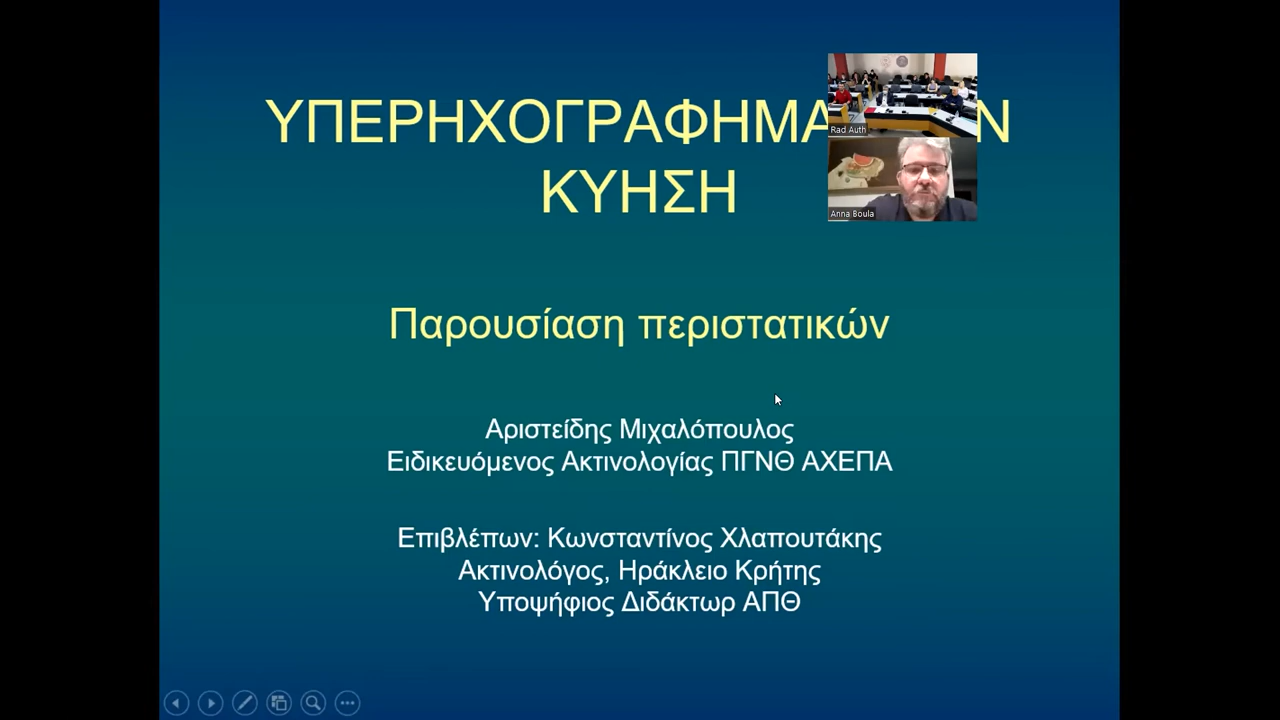 ΥΠΕΡΗΧΟΓΡΑΦΗΜΑ
ΚΥΗΣΗ
Rad Auth
Anna Boula
Παρουσίαση περιστατικών
Αριστείδης Μιχαλόπουλος
Ειδικευόμενος Ακτινολογίας ΠΓΝΘ ΑΧΕΠΑ
Επιβλέπων: Κωνσταντίνος Χλαπουτάκης
Ακτινολόγος, Ηράκλειο Κρήτης
Υποψήφιος Διδάκτωρ ΑΠΘ